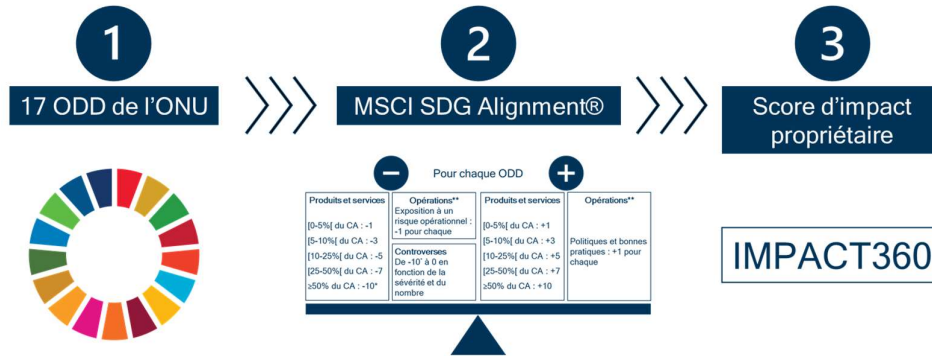 1
17 ODD de l'ONU
2
MSCI SDG Alignment®
3
Score d'impact
propriétaire
Pour chaque ODD
Produits et services
[0-5%[ du CA : -1
[5-10%[ du CA : -3
[10-25%[ du CA : -5
[25-50%[ du CA : -7
≥50% du CA : -10*
Opérations**
Exposition à un
risque opérationnel :
-1 pour chaque
Controverses
De -10* à 0 en
fonction de la
sévérité et du
nombre
Produits et services
[0-5%[ du CA : +1
[5-10%[ du CA : +3
[10-25%[ du CA : +5
[25-50%[ du CA : +7
≥50% du CA : +10
Opérations**
Politiques et bonnes
pratiques : +1 pour
chaque
IMPACT360